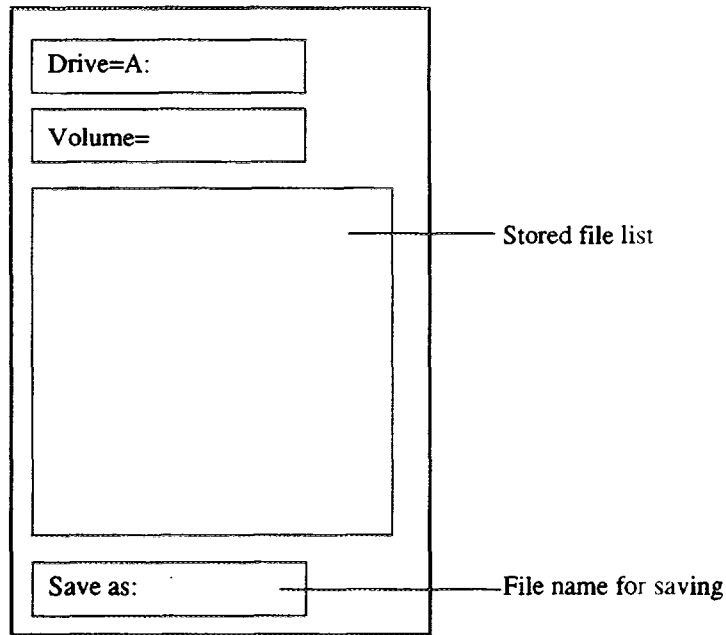 Drive=A:
Volume=
Stored file list
Save as:
File name for saving